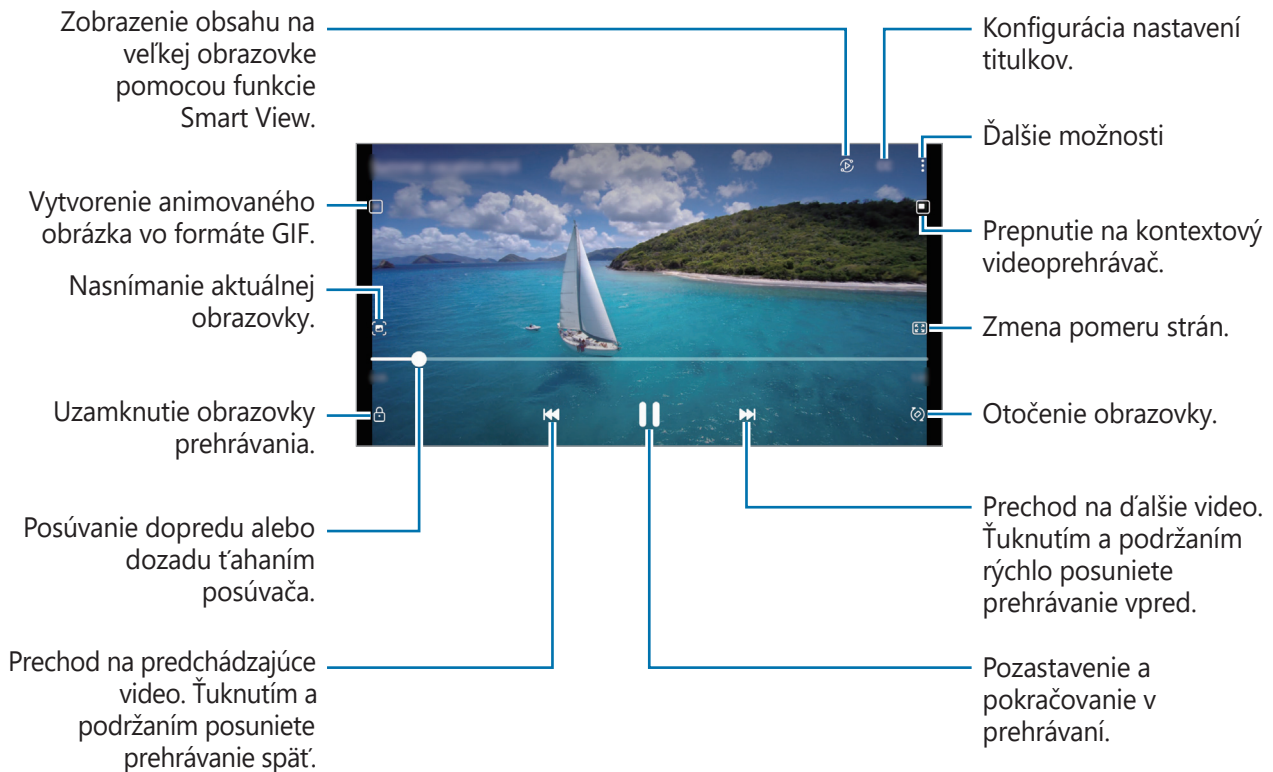 Zobrazenie obsahu na
veľkej obrazovke
pomocou funkcie
Smart View.
Konfigurácia nastavení
titulkov.
Ďalšie možnosti
Vytvorenie animovaného
obrázka vo formáte GIF.
Prepnutie na kontextový
videoprehrávač.
Nasnímanie aktuálnej
obrazovky.
Zmena pomeru strán.
Uzamknutie obrazovky
prehrávania.
Otočenie obrazovky.
Posúvanie dopredu alebo
dozadu ťahaním
posúvača.
Prechod na ďalšie video.
Ťuknutím a podržaním
rýchlo posuniete
prehrávanie vpred.
Prechod na predchádzajúce
video. Ťuknutím a
podržaním posuniete
prehrávanie späť.
Pozastavenie a
pokračovanie v
prehrávaní.